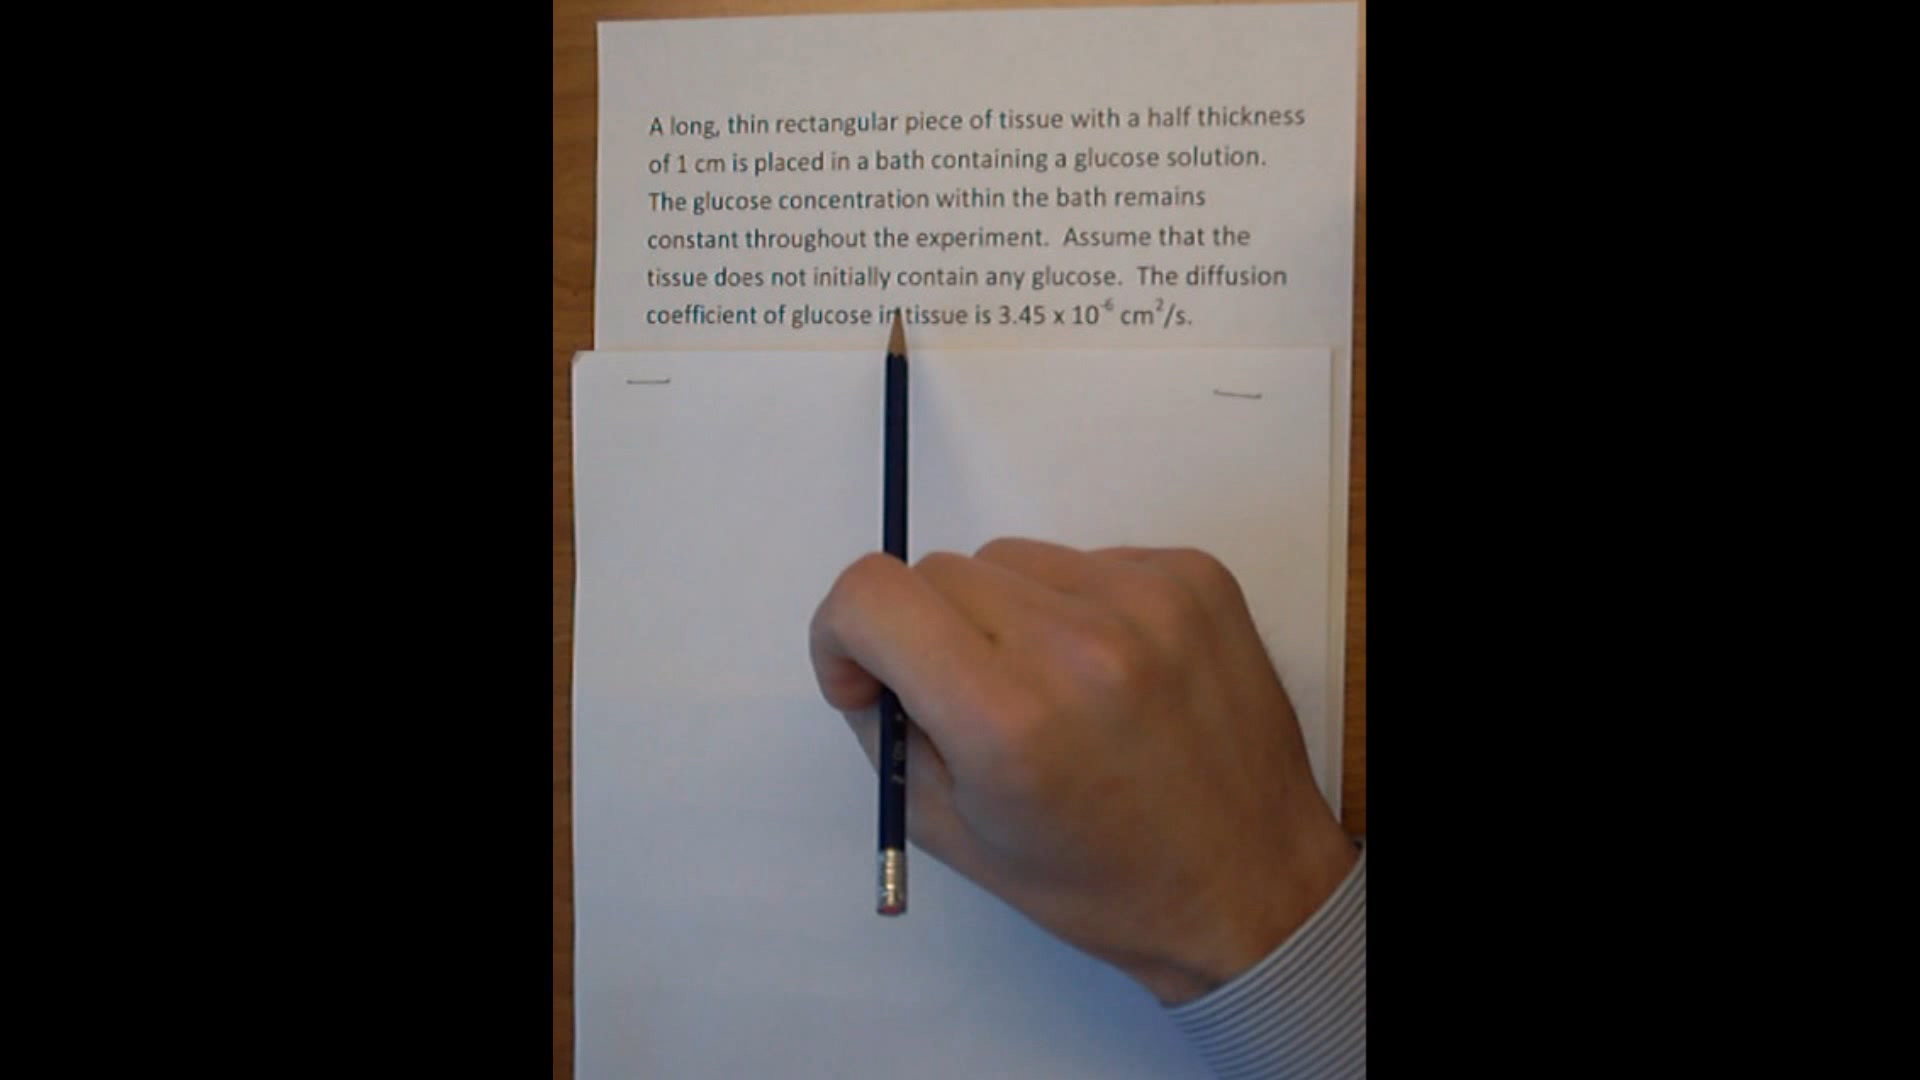 A long, thin rectangular piece of tissue with a half thickness
of 1 cm is placed in a bath containing a glucose solution.
The glucose concentration within the bath remains
constant throughout the experiment.  Assume that the
tissue does not initially contain any glucose.  The diffusion
coefficient of glucose in tissue is 3.45 x 10⁻⁶ cm²/s.